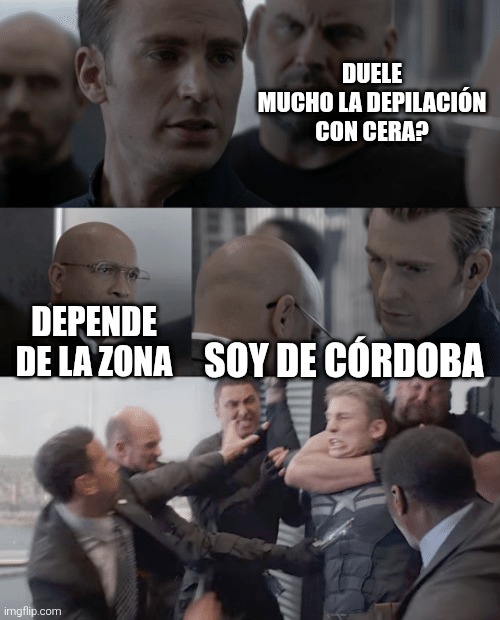 DUELE
MUCHO LA DEPILACIÓN
CON CERA?
DEPENDE
DE LA ZONA
SOY DE CÓRDOBA
imgflip.com